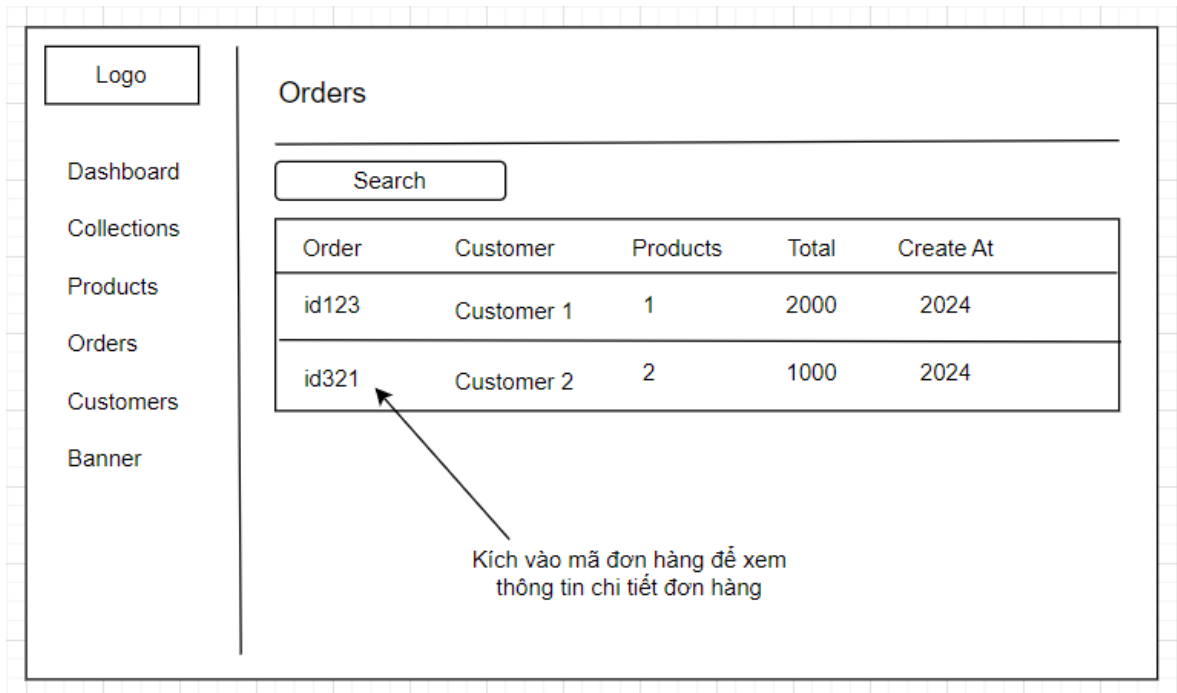 Logo
Dashboard
Collections
Products
Orders
Customers
Banner
Orders
Search
Order Customer Products Total Create At
id123 Customer 1 1 2000 2024
id321 Customer 2 2 1000 2024
Kích vào mã đơn hàng để xem
thông tin chi tiết đơn hàng